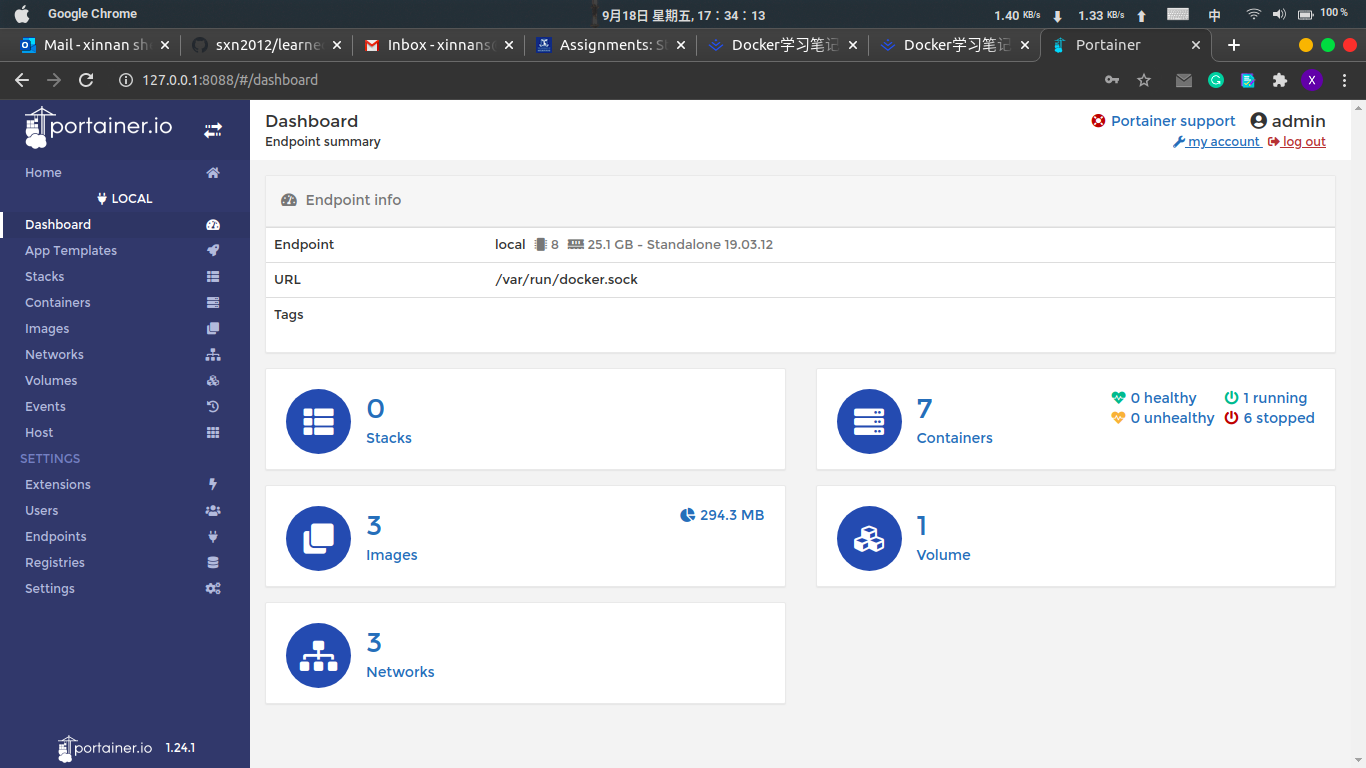 Google Chrome
9月18日 星期五, 17：34：13
1.40 KB/s 1.33 KB/s 中 100 %
Mail - xinnan
sxn2012/learne
Inbox - xinnans
Assignments:
Docker学习笔记
Docker学习笔记
Portainer
127.0.0.1:8088/#/dashboard
X
portainer.io
Home
LOCAL
Dashboard
App Templates
Stacks
Containers
Images
Networks
Volumes
Events
Host
SETTINGS
Extensions
Users
Endpoints
Registries
Settings
portainer.io 1.24.1
Dashboard
Endpoint summary
Portainer support admin
my account log out
Endpoint info
Endpoint local 8 25.1 GB - Standalone 19.03.12
URL /var/run/docker.sock
Tags
0
Stacks
7
Containers
0 healthy 1 running
0 unhealthy 6 stopped
3
Images
294.3 MB
1
Volume
3
Networks